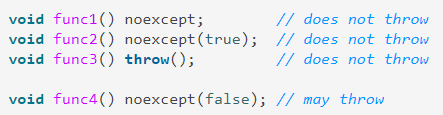 void func1() noexcept;        // does not throw
void func2() noexcept(true);  // does not throw
void func3() throw();         // does not throw
void func4() noexcept(false); // may throw